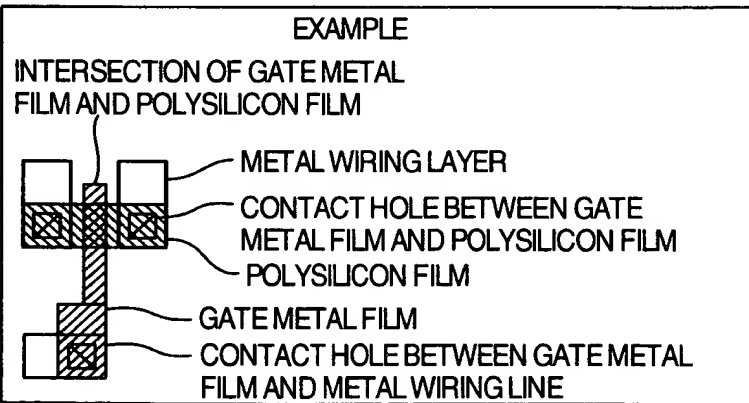 EXAMPLE
INTERSECTION OF GATE METAL
FILM AND POLYSILICON FILM
METAL WIRING LAYER
CONTACT HOLE BETWEEN GATE
METAL FILM AND POLYSILICON FILM
POLYSILICON FILM
GATE METAL FILM
CONTACT HOLE BETWEEN GATE METAL
FILM AND METAL WIRING LINE